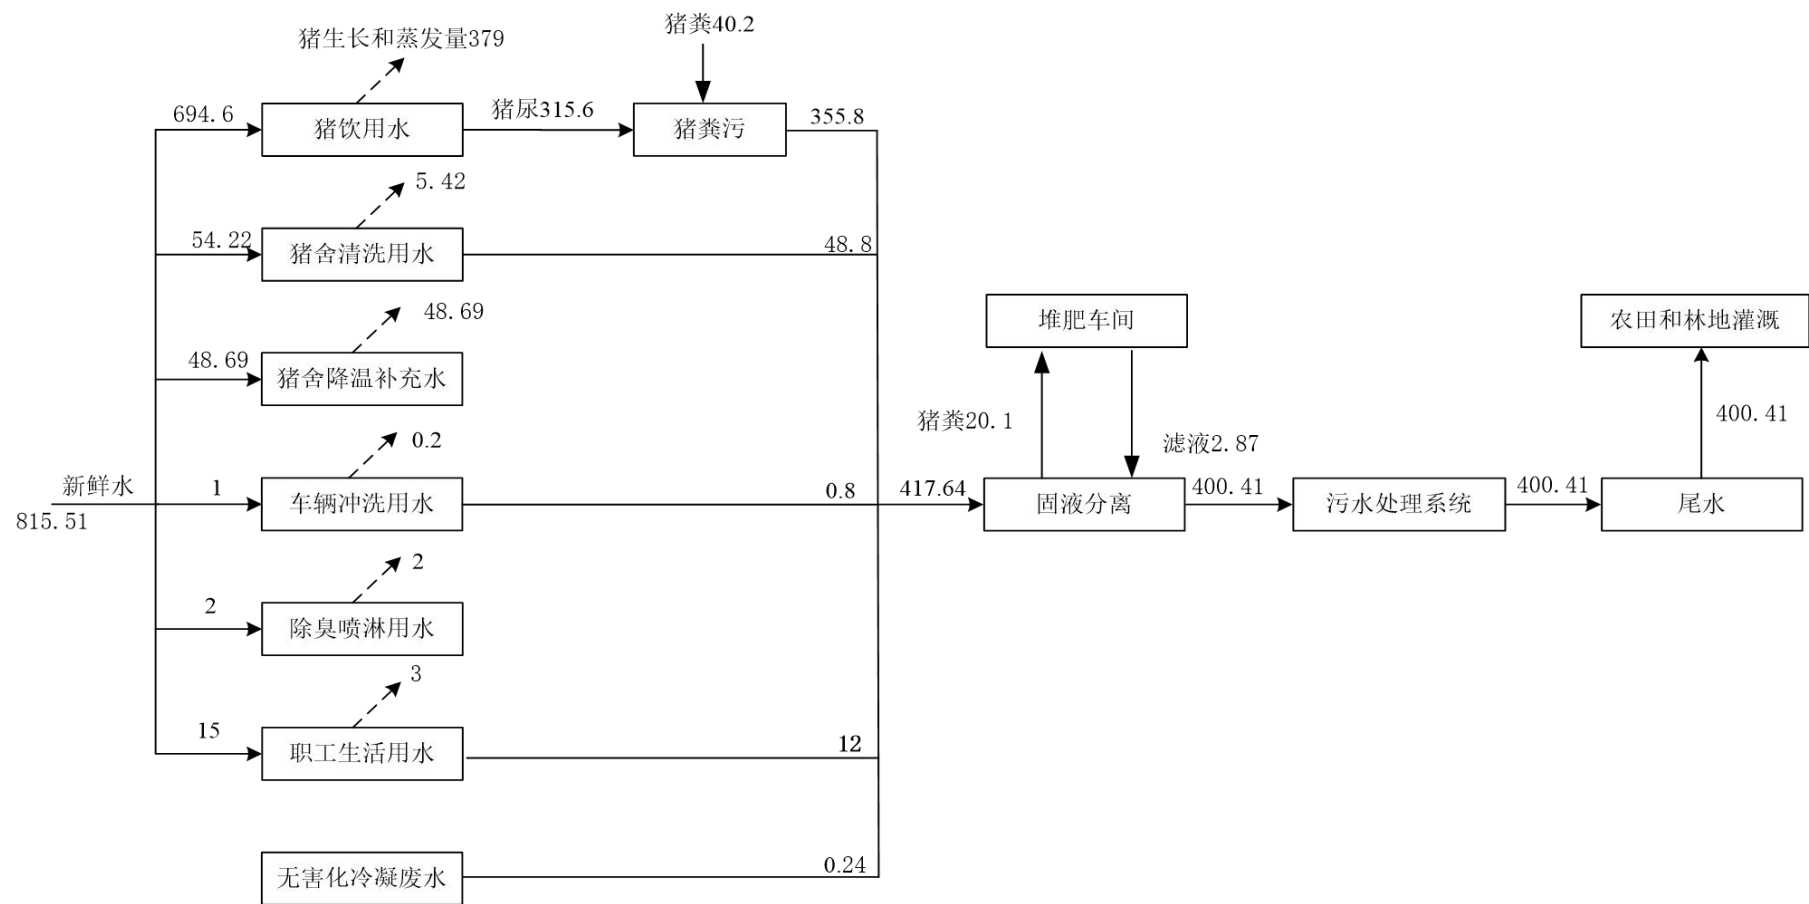 猪粪40.2
猪生长和蒸发量379
694.6
猪饮用水
猪尿315.6
猪粪污
355.8
5.42
54.22
猪舍清洗用水
48.8
48.69
48.69
猪舍降温补充水
堆肥车间
农田和林地灌溉
猪粪20.1
滤液2.87
400.41
0.2
新鲜水
815.51
1
车辆冲洗用水
0.8
417.64
固液分离
400.41
污水处理系统
400.41
尾水
2
2
除臭喷淋用水
3
15
职工生活用水
12
无害化冷凝废水
0.24